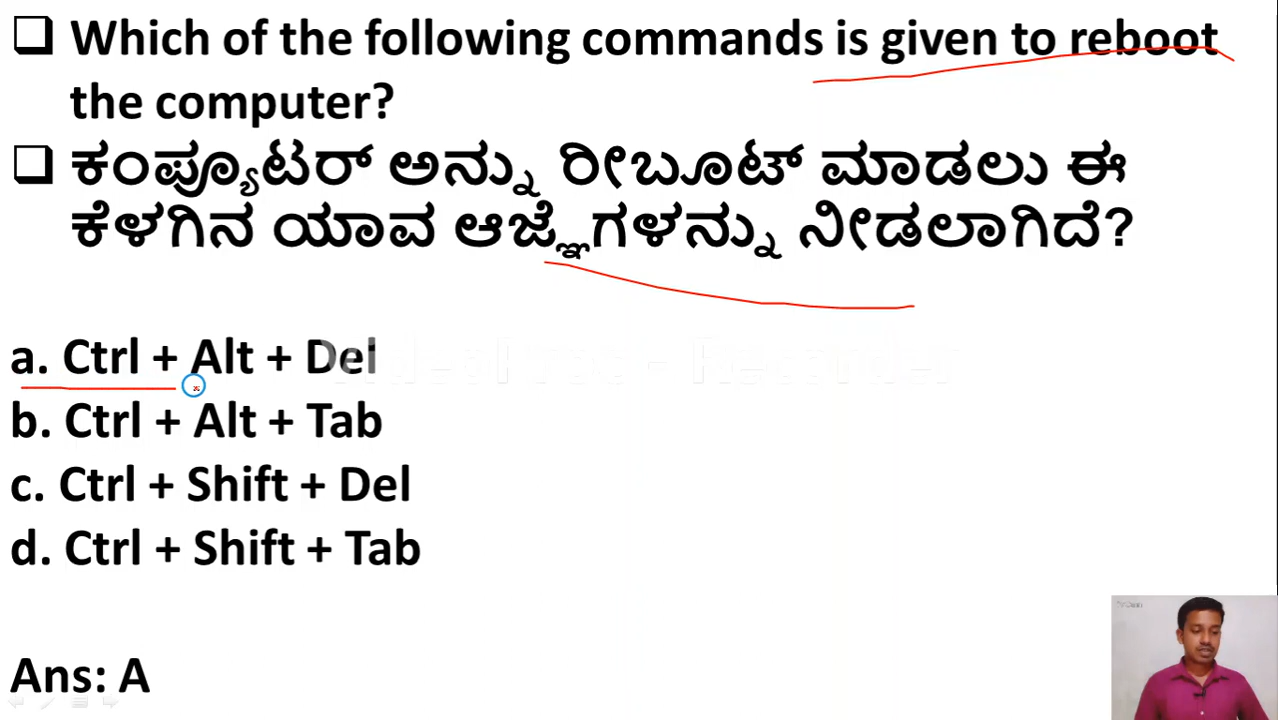 ❑ Which of the following commands is given to reboot
the computer?
❑ ಕಂಪ್ಯೂಟರ್ ಅನ್ನು ರೀಬೂಟ್ ಮಾಡಲು ಈ
ಕೆಳಗಿನ ಯಾವ ಆಜ್ಞೆಗಳನ್ನು ನೀಡಲಾಗಿದೆ?
a. Ctrl + Alt + Del
b. Ctrl + Alt + Tab
c. Ctrl + Shift + Del
d. Ctrl + Shift + Tab
Ans: A